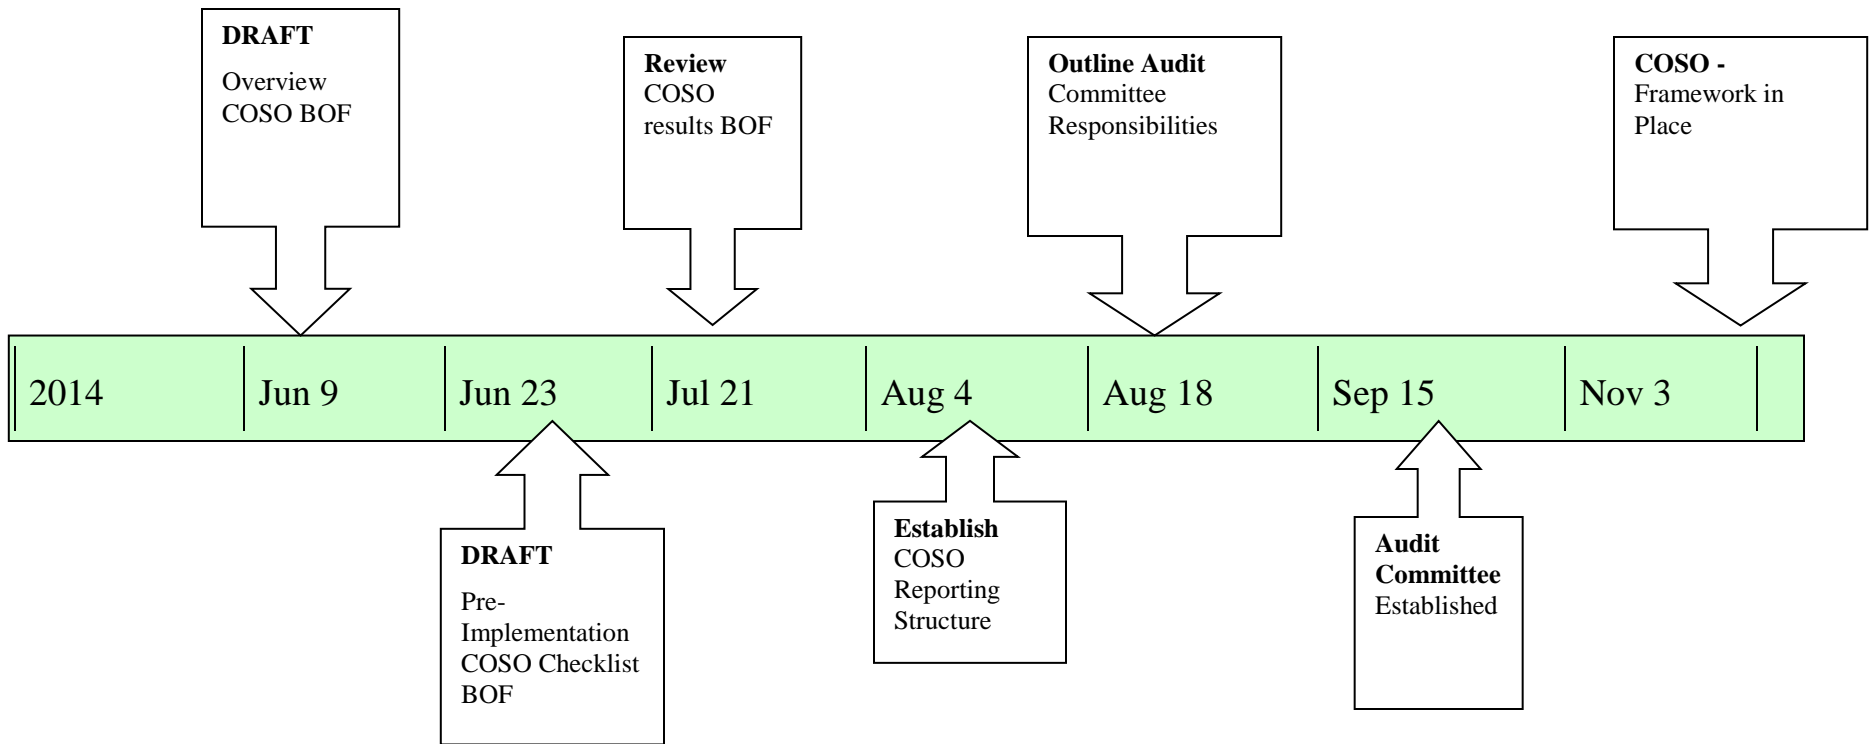 DRAFT
Overview
COSO BOF
Review
COSO
results BOF
Outline Audit
Committee
Responsibilities
COSO -
Framework in
Place
2014
Jun 9
Jun 23
Jul 21
Aug 4
Aug 18
Sep 15
Nov 3
DRAFT
Pre-
Implementation
COSO Checklist
BOF
Establish
COSO
Reporting
Structure
Audit
Committee
Established